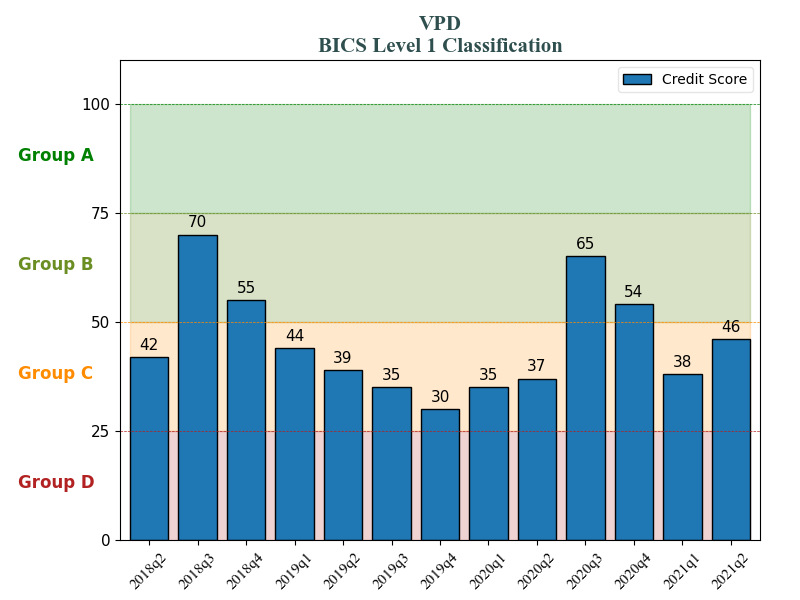 VPD
BICS Level 1 Classification
Credit Score
100
Group A
75
70
65
Group B
55
54
50
46
44
42
39
38
37
35
35
Group C
30
25
Group D
0
2018q2
2018q3
2018q4
2019q1
2019q2
2019q3
2019q4
2020q1
2020q2
2020q3
2020q4
2021q1
2021q2